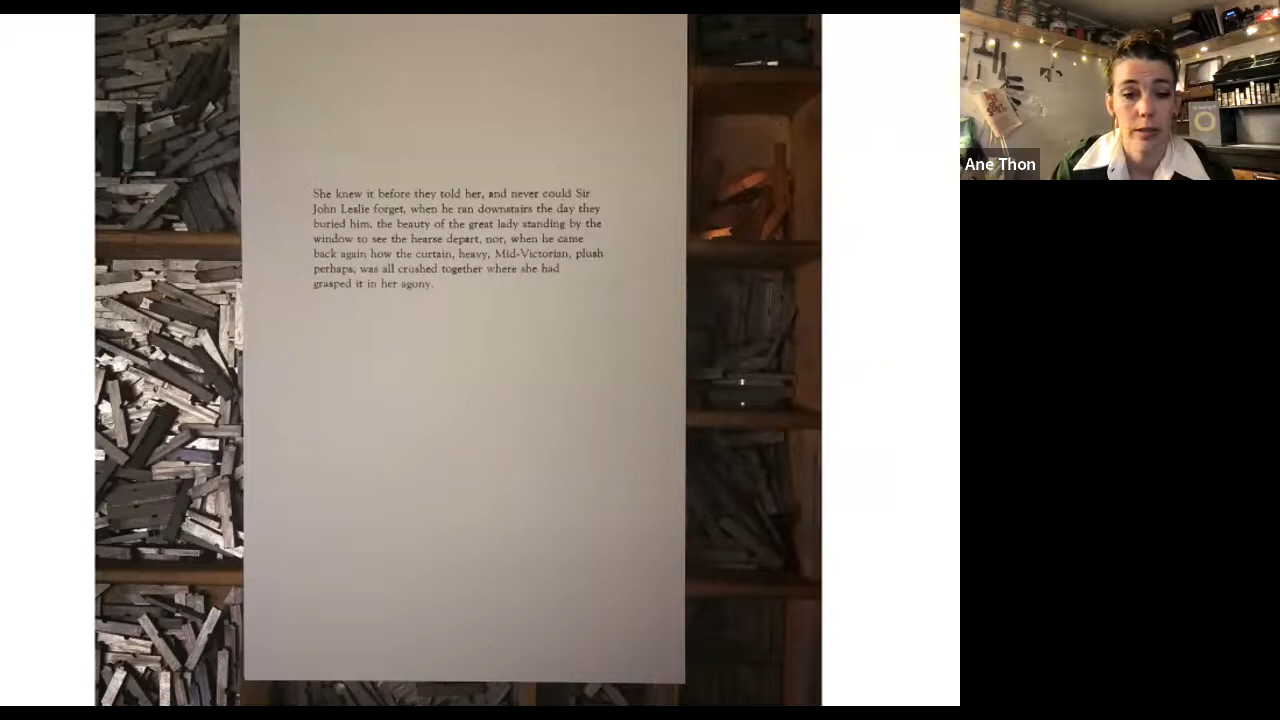 She knew it before they told her, and never could Sir
John Leslie forget, when he ran downstairs the day they
buried him, the beauty of the great lady standing by the
window to see the hearse depart, nor, when he came
back again how the curtain, heavy, Mid-Victorian, plush
perhaps, was all crushed together where she had
grasped it in her agony.
Ane Thon